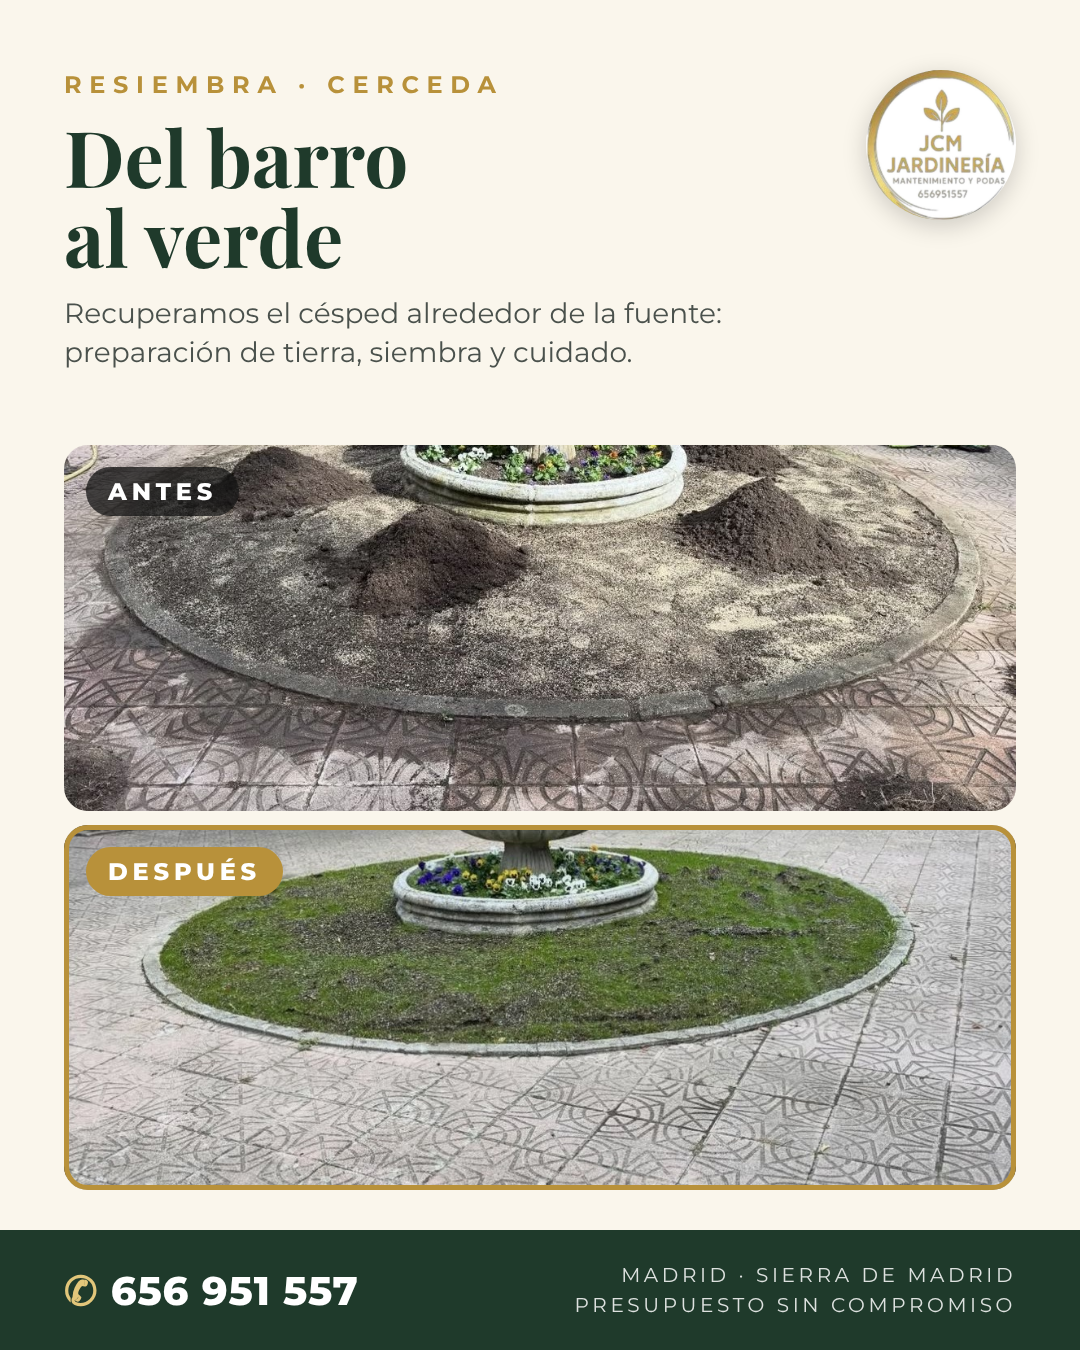 RESIEMBRA · CERCEDA
Del barro
al verde
JCM
JARDINERÍA
MANTENIMIENTO Y PODAS
656951557
Recuperamos el césped alrededor de la fuente:
preparación de tierra, siembra y cuidado.
ANTES
DESPUÉS
✆ 656 951 557
MADRID · SIERRA DE MADRID
PRESUPUESTO SIN COMPROMISO